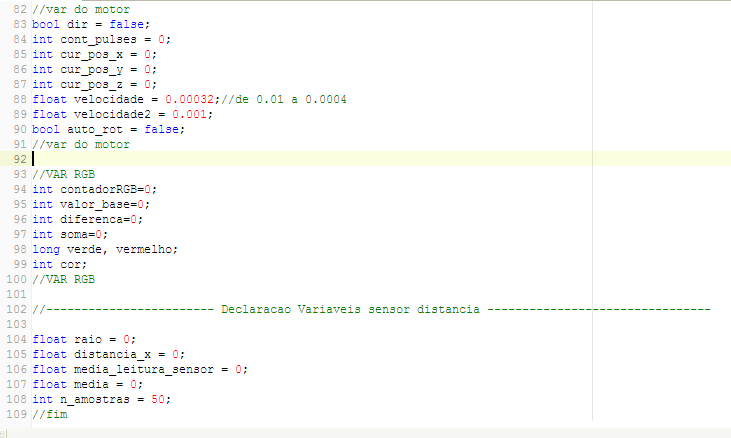 82 //var do motor
83 bool dir = false;
84 int cont_pulses = 0;
85 int cur_pos_x = 0;
86 int cur_pos_y = 0;
87 int cur_pos_z = 0;
88 float velocidade = 0.00032;//de 0.01 a 0.0004
89 float velocidade2 = 0.001;
90 bool auto_rot = false;
91 //var do motor
92
93 //VAR RGB
94 int contadorRGB=0;
95 int valor_base=0;
96 int diferenca=0;
97 int soma=0;
98 long verde, vermelho;
99 int cor;
100 //VAR RGB
101
102 //------------------------ Declaracao Variaveis sensor distancia --------------------------------
103
104 float raio = 0;
105 float distancia_x = 0;
106 float media_leitura_sensor = 0;
107 float media = 0;
108 int n_amostras = 50;
109 //fim